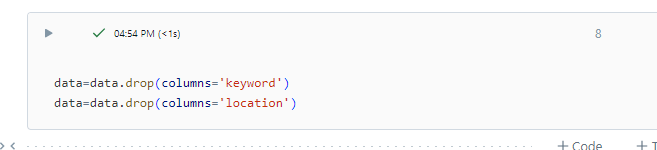 04:54 PM (<1s)
8
data=data.drop(columns='keyword')
data=data.drop(columns='location')
+ Code
+ T